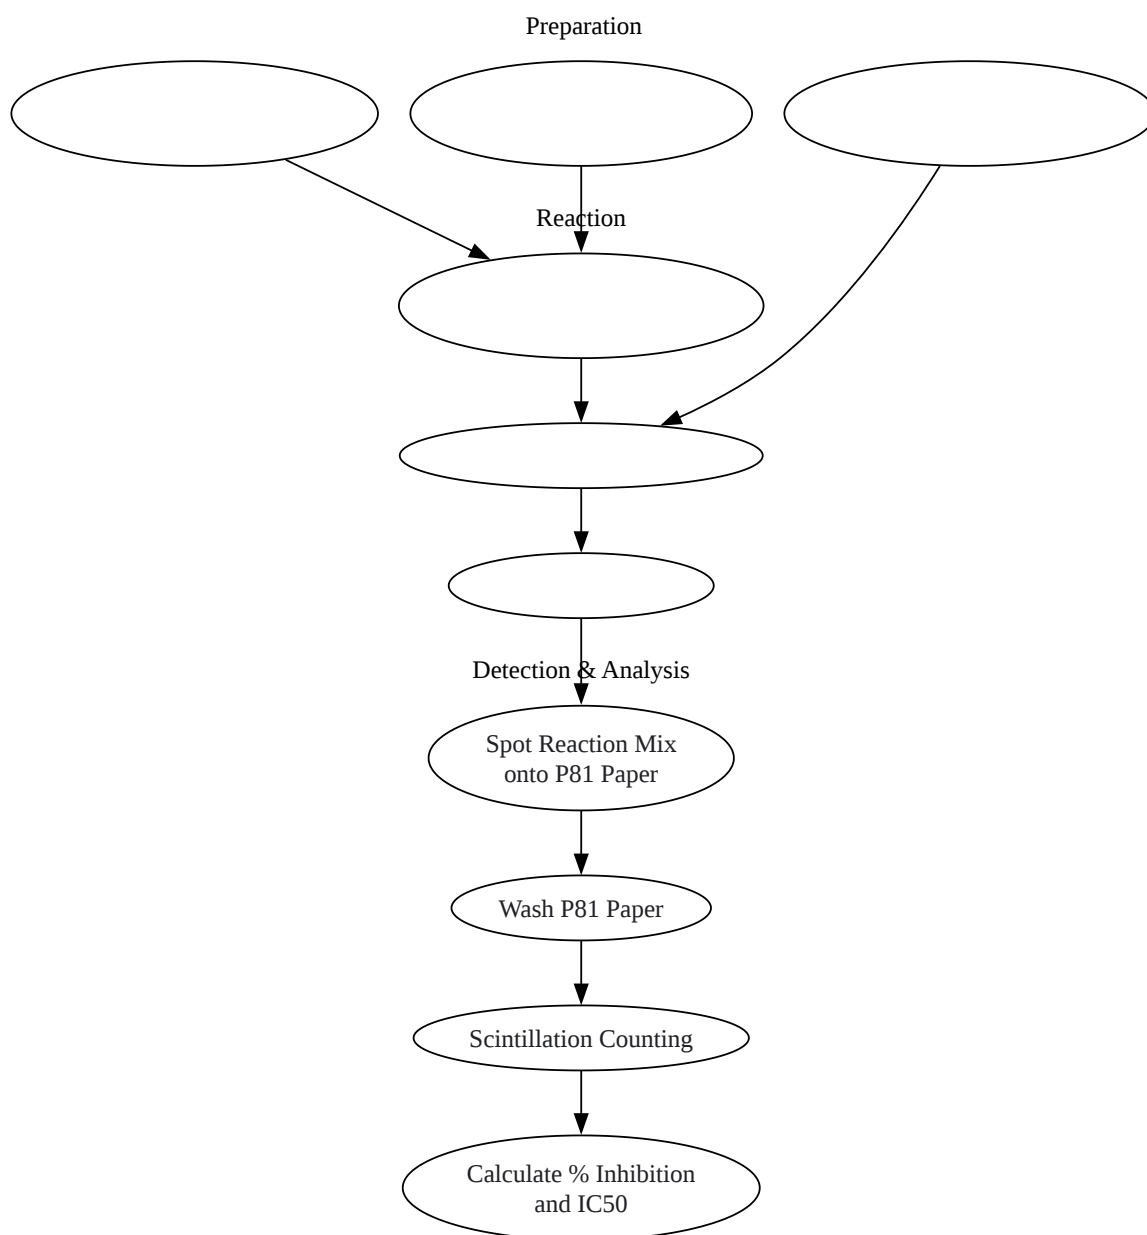 Preparation
Reaction
Detection & Analysis
Spot Reaction Mix
onto P81 Paper
Wash P81 Paper
Scintillation Counting
Calculate % Inhibition
and IC50